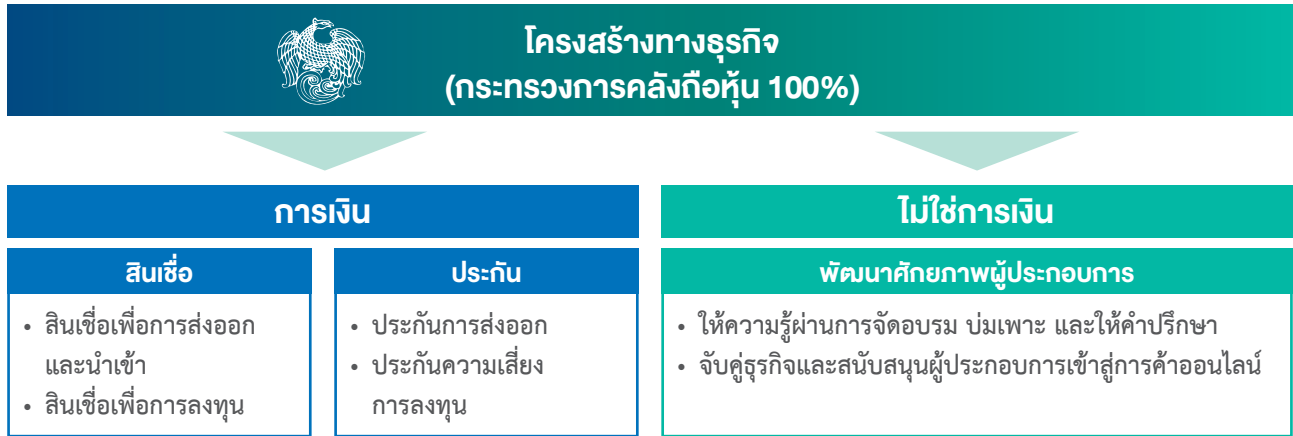 โครงสร้างทางธุรกิจ
(กระทรวงการคลังถือหุ้น 100%)
การเงิน
สินเชื่อ
• สินเชื่อเพื่อการส่งออก
และนำเข้า
• สินเชื่อเพื่อการลงทุน
ประกัน
• ประกันการส่งออก
• ประกันความเสี่ยง
การลงทุน
ไม่ใช่การเงิน
พัฒนาศักยภาพผู้ประกอบการ
• ให้ความรู้ผ่านการจัดอบรม บ่มเพาะ และให้คำปรึกษา
• จับคู่ธุรกิจและสนับสนุนผู้ประกอบการเข้าสู่การค้าออนไลน์